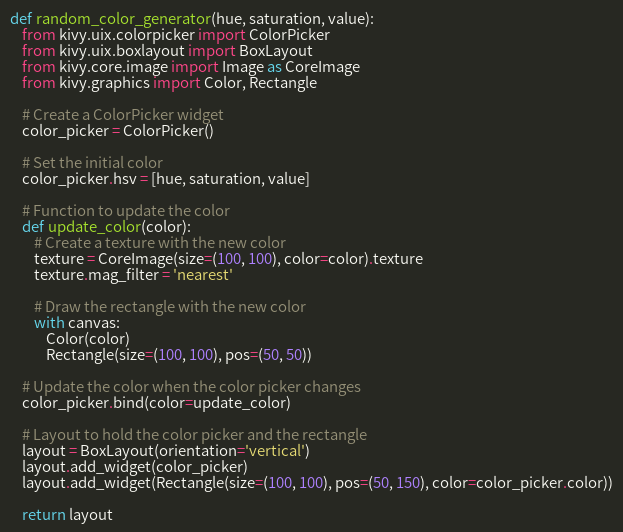 def random_color_generator(hue, saturation, value):
    from kivy.uix.colorpicker import ColorPicker
    from kivy.uix.boxlayout import BoxLayout
    from kivy.core.image import Image as CoreImage
    from kivy.graphics import Color, Rectangle

    # Create a ColorPicker widget
    color_picker = ColorPicker()

    # Set the initial color
    color_picker.hsv = [hue, saturation, value]

    # Function to update the color
    def update_color(color):
        # Create a texture with the new color
        texture = CoreImage(size=(100, 100), color=color).texture
        texture.mag_filter = 'nearest'

        # Draw the rectangle with the new color
        with canvas:
            Color(color)
            Rectangle(size=(100, 100), pos=(50, 50))

    # Update the color when the color picker changes
    color_picker.bind(color=update_color)

    # Layout to hold the color picker and the rectangle
    layout = BoxLayout(orientation='vertical')
    layout.add_widget(color_picker)
    layout.add_widget(Rectangle(size=(100, 100), pos=(50, 150), color=color_picker.color))

    return layout